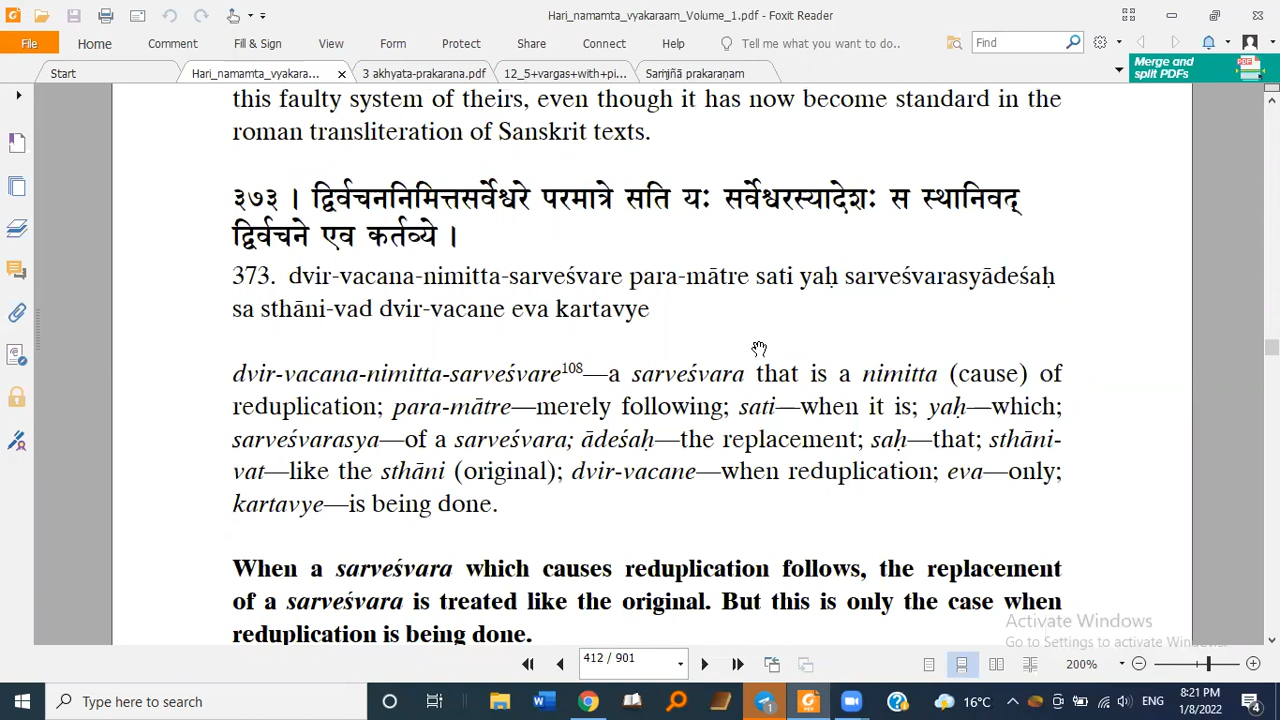 Hari_namamta_vyakaraam_Volume_1.pdf - Foxit Reader
File Home Comment Fill & Sign View Form Protect Share Connect Help Tell me what you want to do.. Find
Start Hari_namamta_vyakara... 3 akhyata-prakarana.pdf 12_5+vargas+with+pi... Saṁjñā prakaraṇam Merge and split PDFs
this faulty system of theirs, even though it has now become standard in the
roman transliteration of Sanskrit texts.
३७३ । द्विर्वचननिमित्तसर्वेश्वरे परमात्रे सति यः सर्वेश्वरस्यादेशः स स्थानिवद्
द्विर्वचने एव कर्तव्ये ।
373. dvir-vacana-nimitta-sarveśvare para-mātre sati yaḥ sarveśvarasyādeśaḥ
sa sthāni-vad dvir-vacane eva kartavye
dvir-vacana-nimitta-sarveśvare108—a sarveśvara that is a nimitta (cause) of
reduplication; para-mātre—merely following; sati—when it is; yaḥ—which;
sarveśvarasya—of a sarveśvara; ādeśaḥ—the replacement; saḥ—that; sthāni-
vat—like the sthāni (original); dvir-vacane—when reduplication; eva—only;
kartavye—is being done.
When a sarveśvara which causes reduplication follows, the replacement
of a sarveśvara is treated like the original. But this is only the case when
reduplication is being done.
Activate Windows
Go to Settings to activate Windows.
412 / 901 200%
Type here to search 16°C ENG 8:21 PM
1/8/2022